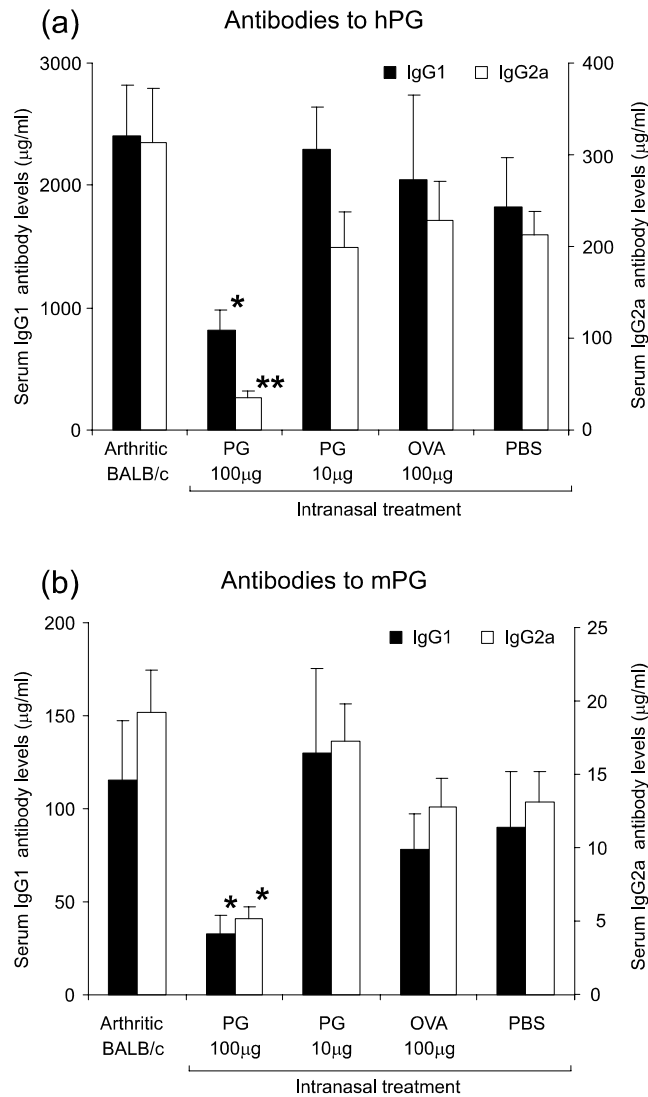 (a)
Antibodies to hPG
IgG1 IgG2a
Serum IgG1 antibody levels (μg/ml)
3000
2000
1000
0
Serum IgG2a antibody levels (μg/ml)
400
300
200
100
0
*
**
Arthritic PG PG OVA PBS
BALB/c 100μg 10μg 100μg
Intranasal treatment
(b)
Antibodies to mPG
IgG1 IgG2a
Serum IgG1 antibody levels (μg/ml)
200
150
100
50
0
Serum IgG2a antibody levels (μg/ml)
25
20
15
10
5
0
* *
Arthritic PG PG OVA PBS
BALB/c 100μg 10μg 100μg
Intranasal treatment